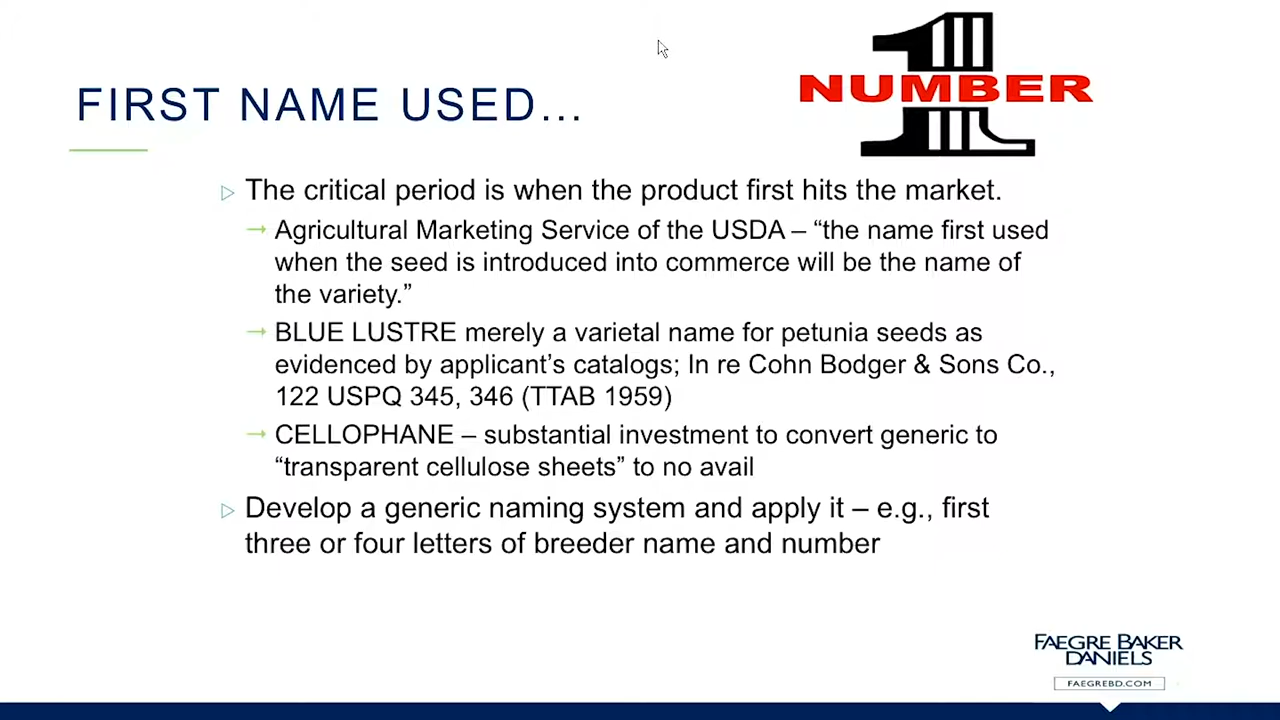 FIRST NAME USED...
NUMBER
1
The critical period is when the product first hits the market.
Agricultural Marketing Service of the USDA – “the name first used
when the seed is introduced into commerce will be the name of
the variety.”
BLUE LUSTRE merely a varietal name for petunia seeds as
evidenced by applicant’s catalogs; In re Cohn Bodger & Sons Co.,
122 USPQ 345, 346 (TTAB 1959)
CELLOPHANE – substantial investment to convert generic to
“transparent cellulose sheets” to no avail
Develop a generic naming system and apply it – e.g., first
three or four letters of breeder name and number
FAEGRE BAKER
DANIELS
FAEGREBD.COM